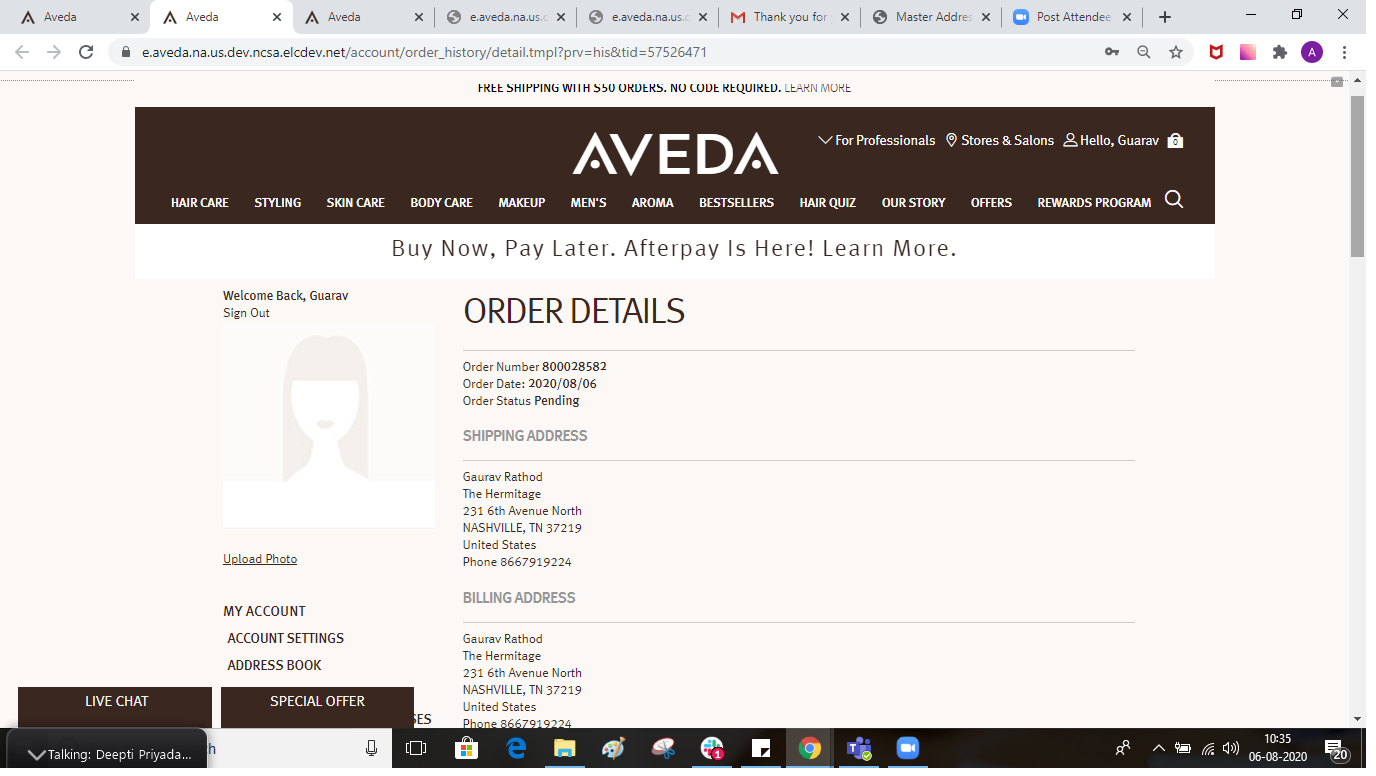 Aveda
Aveda
Aveda
e.aveda.na.us.c
e.aveda.na.us.c
Thank you for
Master Addres
Post Attendee
e.aveda.na.us.dev.ncsa.elcdev.net/account/order_history/detail.tmpl?prv=his&tid=57526471
A
FREE SHIPPING WITH $50 ORDERS. NO CODE REQUIRED. LEARN MORE
AVEDA
For Professionals
Stores & Salons
Hello, Guarav
0
HAIR CARE STYLING SKIN CARE BODY CARE MAKEUP MEN'S AROMA BESTSELLERS HAIR QUIZ OUR STORY OFFERS REWARDS PROGRAM
Buy Now, Pay Later. Afterpay Is Here! Learn More.
Welcome Back, Guarav
Sign Out
Upload Photo
MY ACCOUNT
ACCOUNT SETTINGS
ADDRESS BOOK
ORDER DETAILS
Order Number 800028582
Order Date: 2020/08/06
Order Status Pending
SHIPPING ADDRESS
Gaurav Rathod
The Hermitage
231 6th Avenue North
NASHVILLE, TN 37219
United States
Phone 8667919224
BILLING ADDRESS
Gaurav Rathod
The Hermitage
231 6th Avenue North
NASHVILLE, TN 37219
United States
Phone 8667919224
LIVE CHAT
SPECIAL OFFER
SES
Talking: Deepti Priyada...
ch
1
10:35
06-08-2020
20